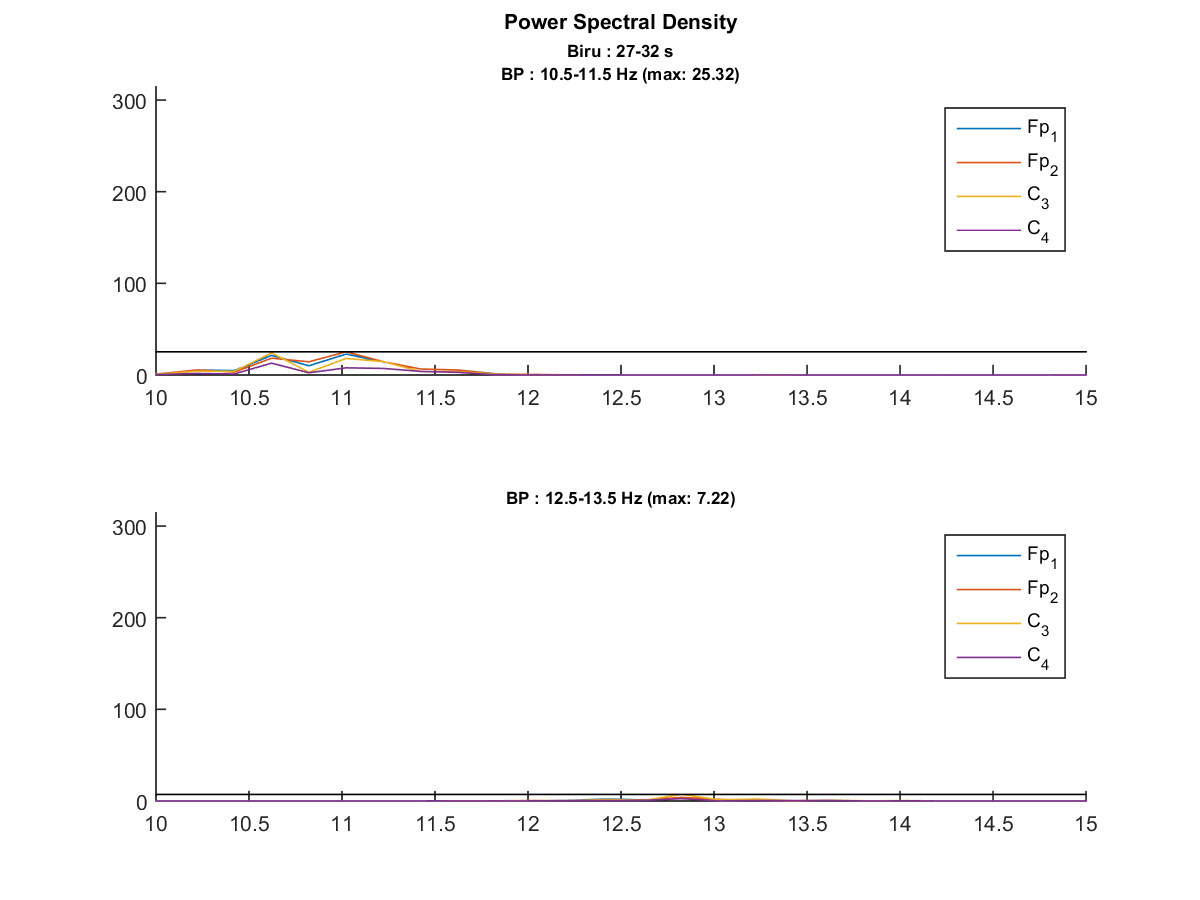 Power Spectral Density
Biru : 27-32 s
BP : 10.5-11.5 Hz (max: 25.32)
300
200
100
0
10 10.5 11 11.5 12 12.5 13 13.5 14 14.5 15
Fp1
Fp2
C3
C4
BP : 12.5-13.5 Hz (max: 7.22)
300
200
100
0
10 10.5 11 11.5 12 12.5 13 13.5 14 14.5 15
Fp1
Fp2
C3
C4